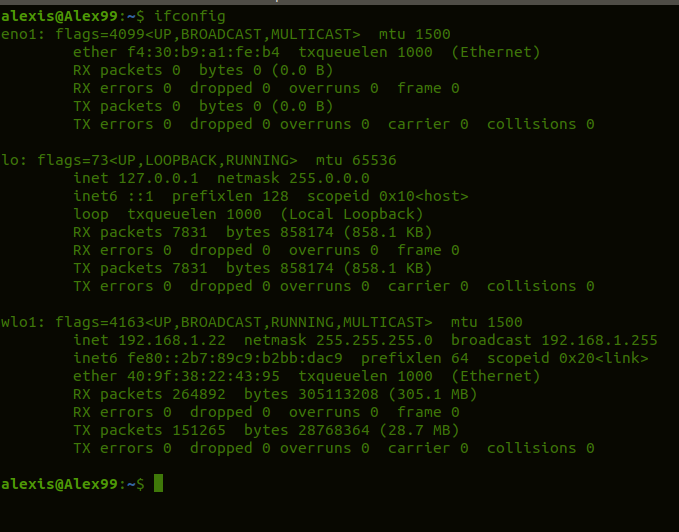 alexis@Alex99:~$ ifconfig
eno1: flags=4099<UP,BROADCAST,MULTICAST>  mtu 1500
        ether f4:30:b9:a1:fe:b4  txqueuelen 1000  (Ethernet)
        RX packets 0  bytes 0 (0.0 B)
        RX errors 0  dropped 0  overruns 0  frame 0
        TX packets 0  bytes 0 (0.0 B)
        TX errors 0  dropped 0 overruns 0  carrier 0  collisions 0

lo: flags=73<UP,LOOPBACK,RUNNING>  mtu 65536
        inet 127.0.0.1  netmask 255.0.0.0
        inet6 ::1  prefixlen 128  scopeid 0x10<host>
        loop  txqueuelen 1000  (Local Loopback)
        RX packets 7831  bytes 858174 (858.1 KB)
        RX errors 0  dropped 0  overruns 0  frame 0
        TX packets 7831  bytes 858174 (858.1 KB)
        TX errors 0  dropped 0 overruns 0  carrier 0  collisions 0

wlo1: flags=4163<UP,BROADCAST,RUNNING,MULTICAST>  mtu 1500
        inet 192.168.1.22  netmask 255.255.255.0  broadcast 192.168.1.255
        inet6 fe80::2b7:89c9:b2bb:dac9  prefixlen 64  scopeid 0x20<link>
        ether 40:9f:38:22:43:95  txqueuelen 1000  (Ethernet)
        RX packets 264892  bytes 305113208 (305.1 MB)
        RX errors 0  dropped 0  overruns 0  frame 0
        TX packets 151265  bytes 28768364 (28.7 MB)
        TX errors 0  dropped 0 overruns 0  carrier 0  collisions 0

alexis@Alex99:~$